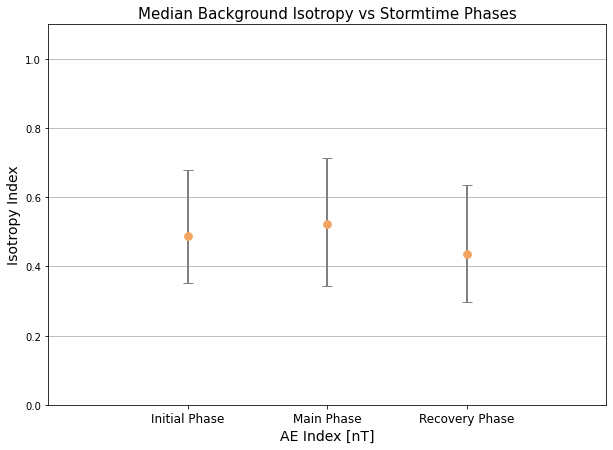 Median Background Isotropy vs Stormtime Phases
1.0
0.8
0.6
0.4
0.2
0.0
Isotropy Index
Initial Phase Main Phase Recovery Phase
AE Index [nT]